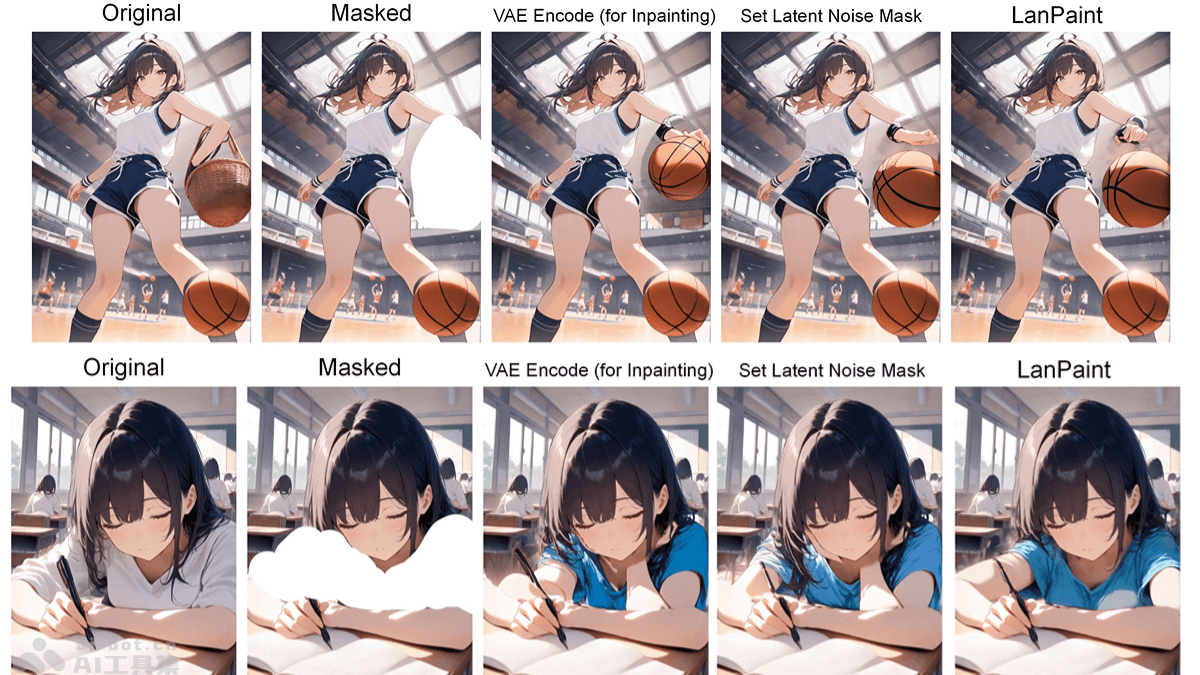 Original
Masked
VAE Encode (for Inpainting)
Set Latent Noise Mask
LanPaint
Original
Masked
VAE Encode (for Inpainting)
Set Latent Noise Mask
LanPaint
AI工具集